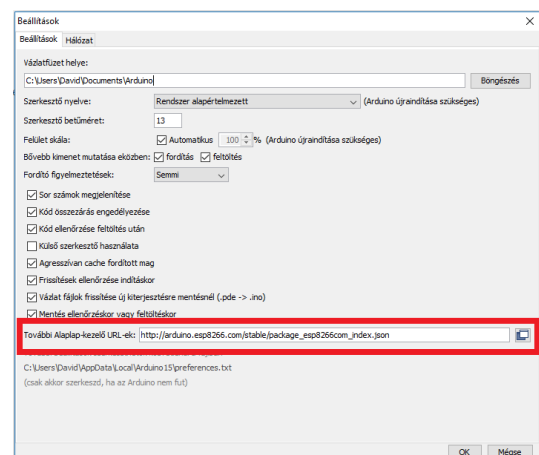 Beállítások
Beállítások Hálózat
Vázlatfüzet helye:
C:\Users\David\Documents\Arduino Böngészés
Szerkesztő nyelve: Rendszer alapértelmezett (Arduino újraindítása szükséges)
Szerkesztő betűméret: 13
Felület skála: Automatikus 100 % (Arduino újraindítása szükséges)
Bővebb kimenet mutatása eközben: fordítás feltöltés
Fordító figyelmeztetések: Semmi
Sor számok megjelenítése
Kód összezárás engedélyezése
Kód ellenőrzése feltöltés után
Külső szerkesztő használata
Agresszívan cache fordított mag
Frissítések ellenőrzése indításkor
Vázlat fájlok frissítése új kiterjesztésre mentésnél (.pde -> .ino)
Mentés ellenőrzéskor vagy feltöltéskor
További Alaplap-kezelő URL-ek: http://arduino.esp8266.com/stable/package_esp8266com_index.json
C:\Users\David\AppData\Local\Arduino15\preferences.txt
(csak akkor szerkeszd, ha az Arduino nem fut)
OK Mégse